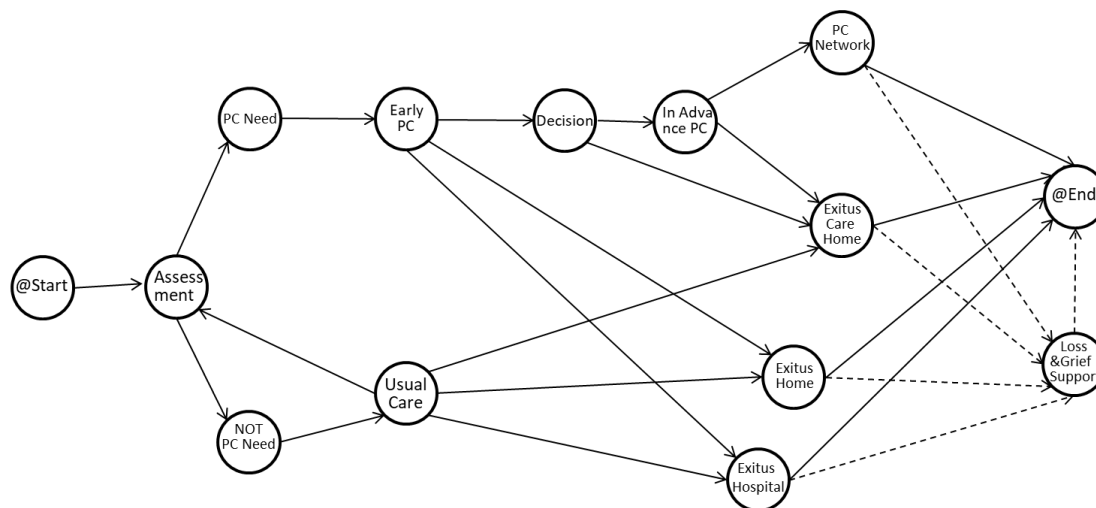 PC
Network
PC Need
Early
PC
Decision
In Adva
nce PC
@End
Exitus
Care
Home
@Start
Assess
ment
Loss
&Grief
Support
Exitus
Home
Usual
Care
NOT
PC Need
Exitus
Hospital